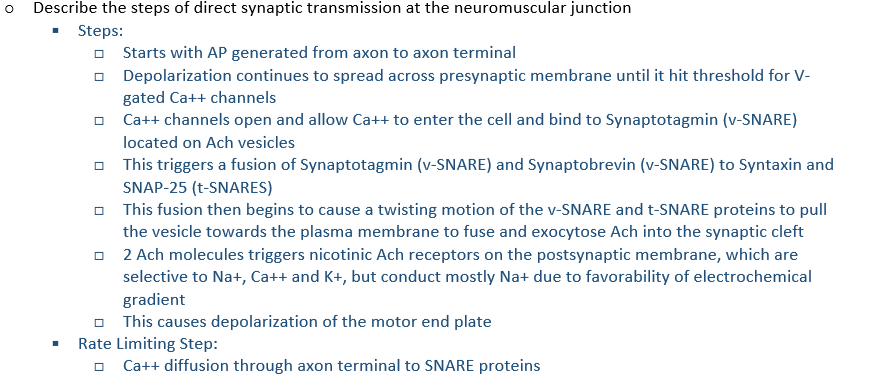 Describe the steps of direct synaptic transmission at the neuromuscular junction
Steps:
Starts with AP generated from axon to axon terminal
Depolarization continues to spread across presynaptic membrane until it hit threshold for V-
gated Ca++ channels
Ca++ channels open and allow Ca++ to enter the cell and bind to Synaptotagmin (v-SNARE)
located on Ach vesicles
This triggers a fusion of Synaptotagmin (v-SNARE) and Synaptobrevin (v-SNARE) to Syntaxin and
SNAP-25 (t-SNARES)
This fusion then begins to cause a twisting motion of the v-SNARE and t-SNARE proteins to pull
the vesicle towards the plasma membrane to fuse and exocytose Ach into the synaptic cleft
2 Ach molecules triggers nicotinic Ach receptors on the postsynaptic membrane, which are
selective to Na+, Ca++ and K+, but conduct mostly Na+ due to favorability of electrochemical
gradient
This causes depolarization of the motor end plate
Rate Limiting Step:
Ca++ diffusion through axon terminal to SNARE proteins